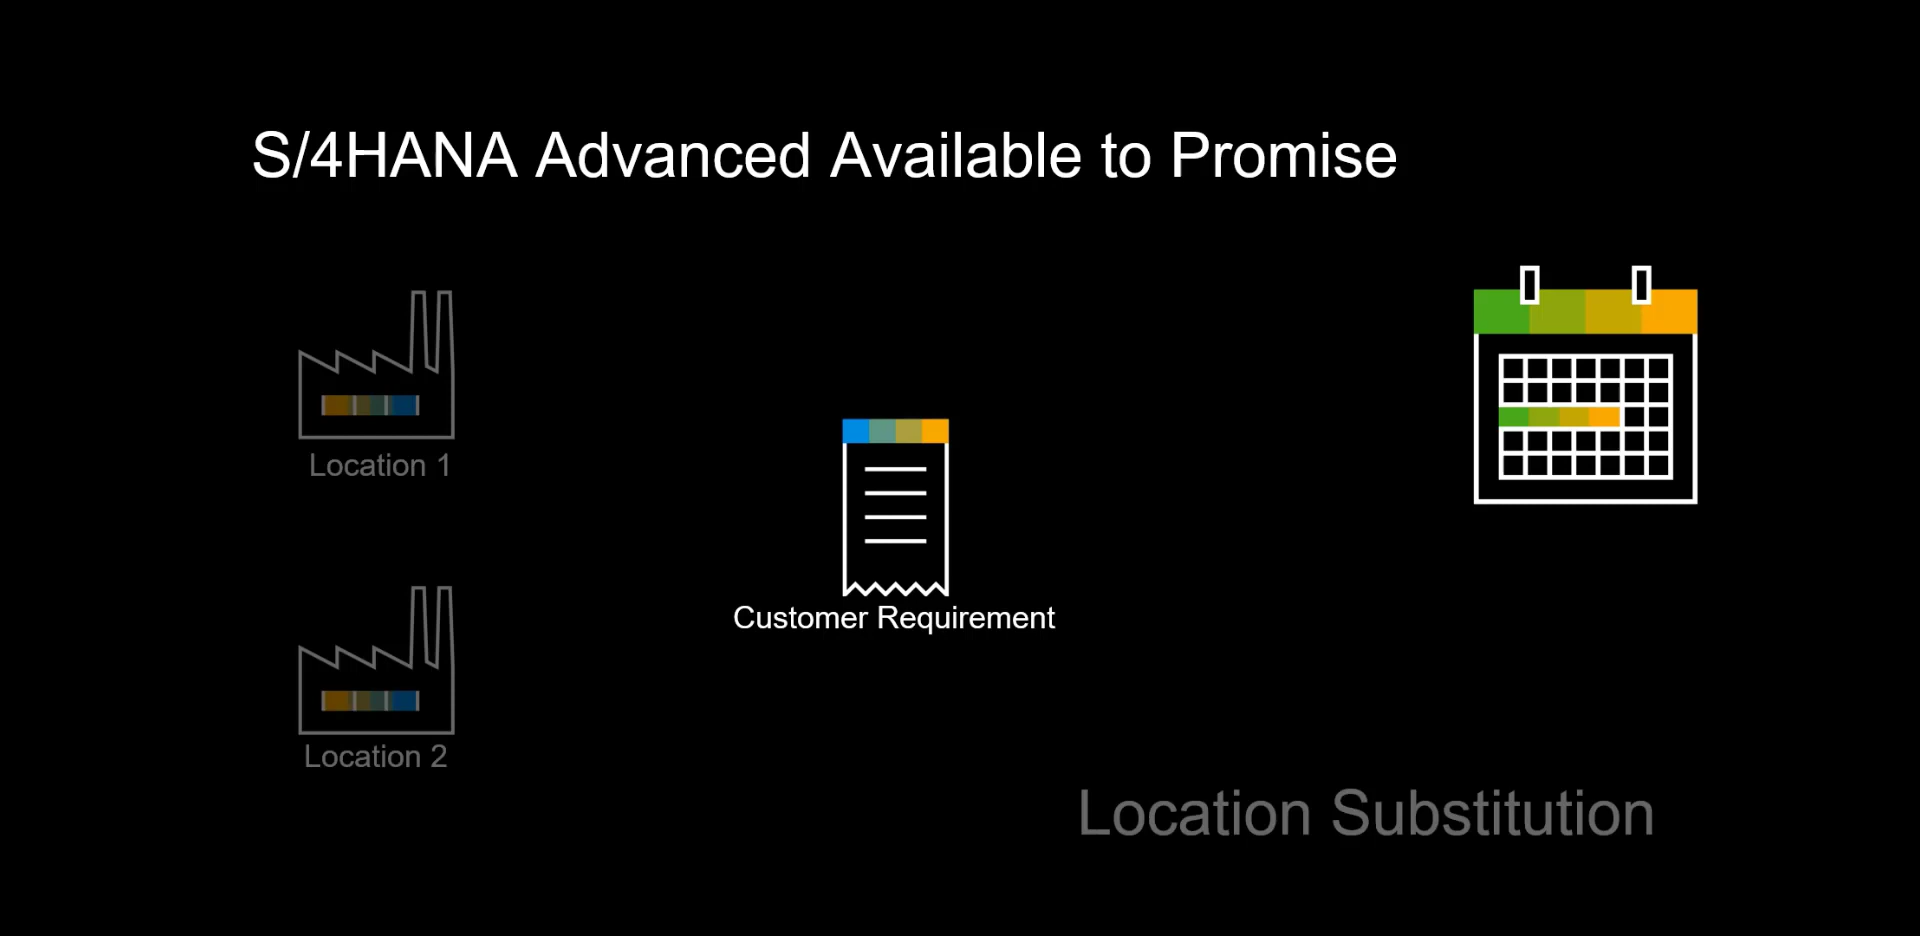 S/4HANA Advanced Available to Promise
Location 1
Customer Requirement
Location 2
Location Substitution